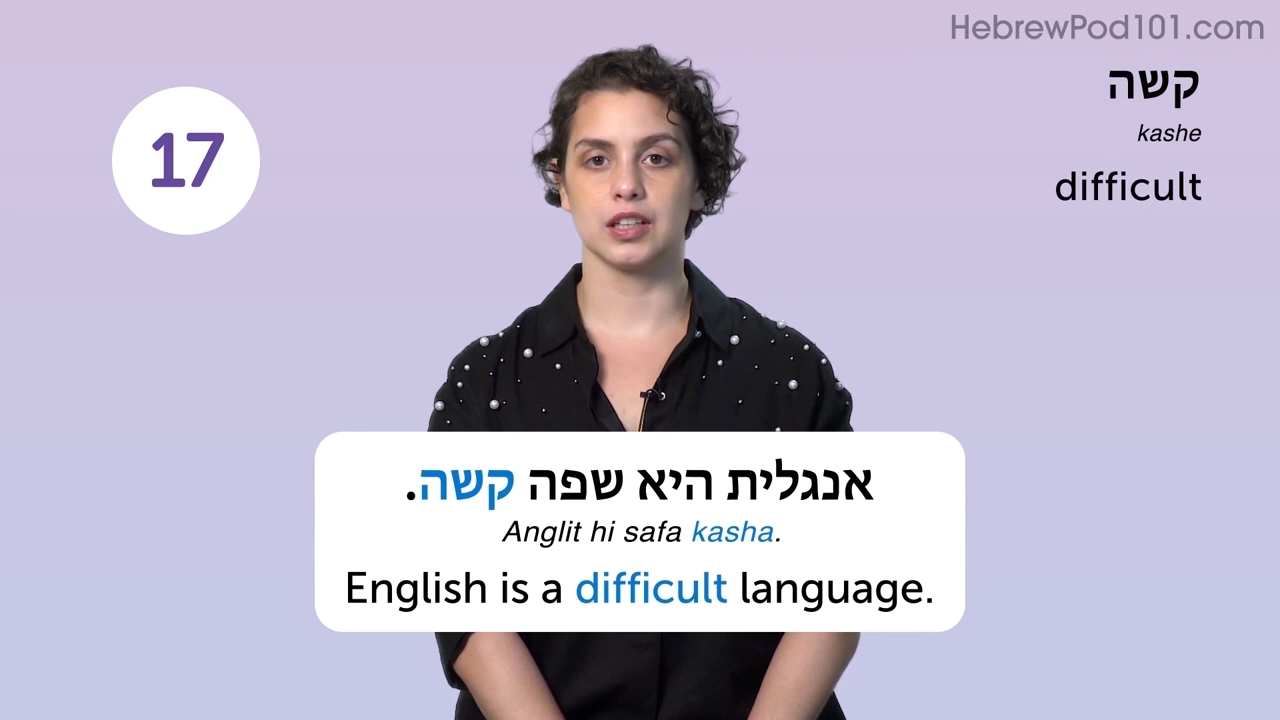 HebrewPod101.com
17
קשה
kashe
difficult
אנגלית היא שפה קשה.
Anglit hi safa kasha.
English is a difficult language.